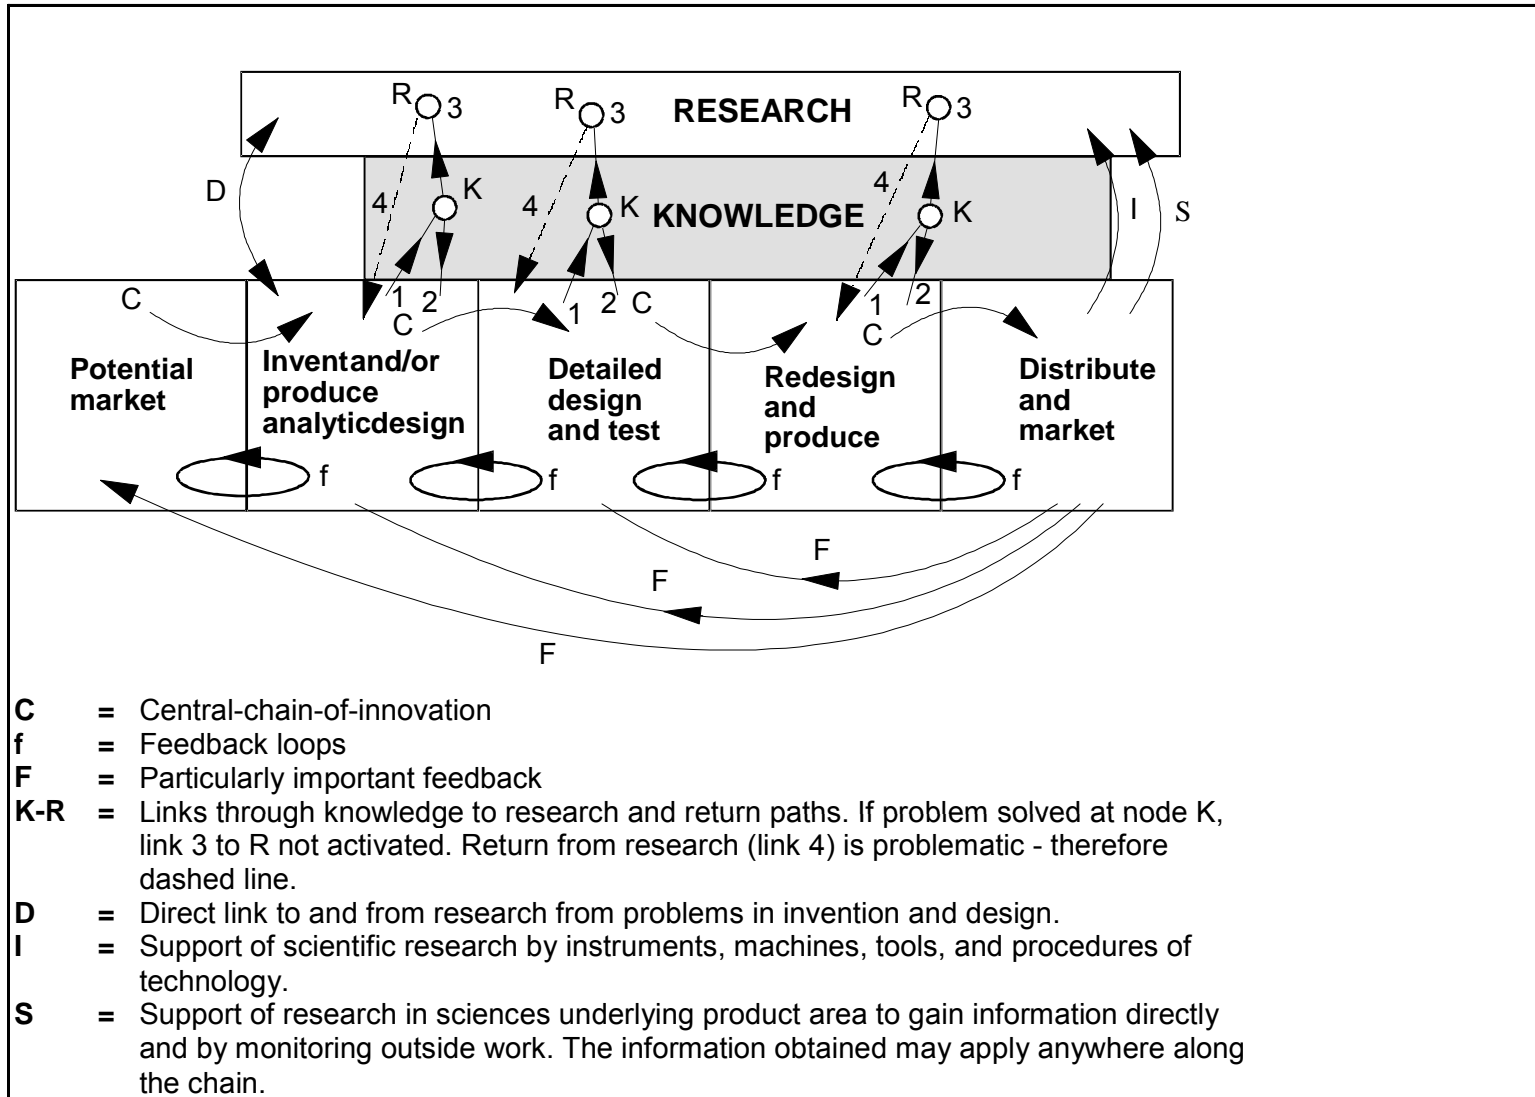 R 3 R 3 RESEARCH R 3
D 4 K 4 K KNOWLEDGE 4 K I S
C 1 2 C 1 2 C 1 2 C
Potential
market
Inventand/or
produce
analyticdesign
Detailed
design
and test
Redesign
and
produce
Distribute
and
market
f f f f
F
F
F
C = Central-chain-of-innovation
f = Feedback loops
F = Particularly important feedback
K-R = Links through knowledge to research and return paths. If problem solved at node K,
link 3 to R not activated. Return from research (link 4) is problematic - therefore
dashed line.
D = Direct link to and from research from problems in invention and design.
I = Support of scientific research by instruments, machines, tools, and procedures of
technology.
S = Support of research in sciences underlying product area to gain information directly
and by monitoring outside work. The information obtained may apply anywhere along
the chain.